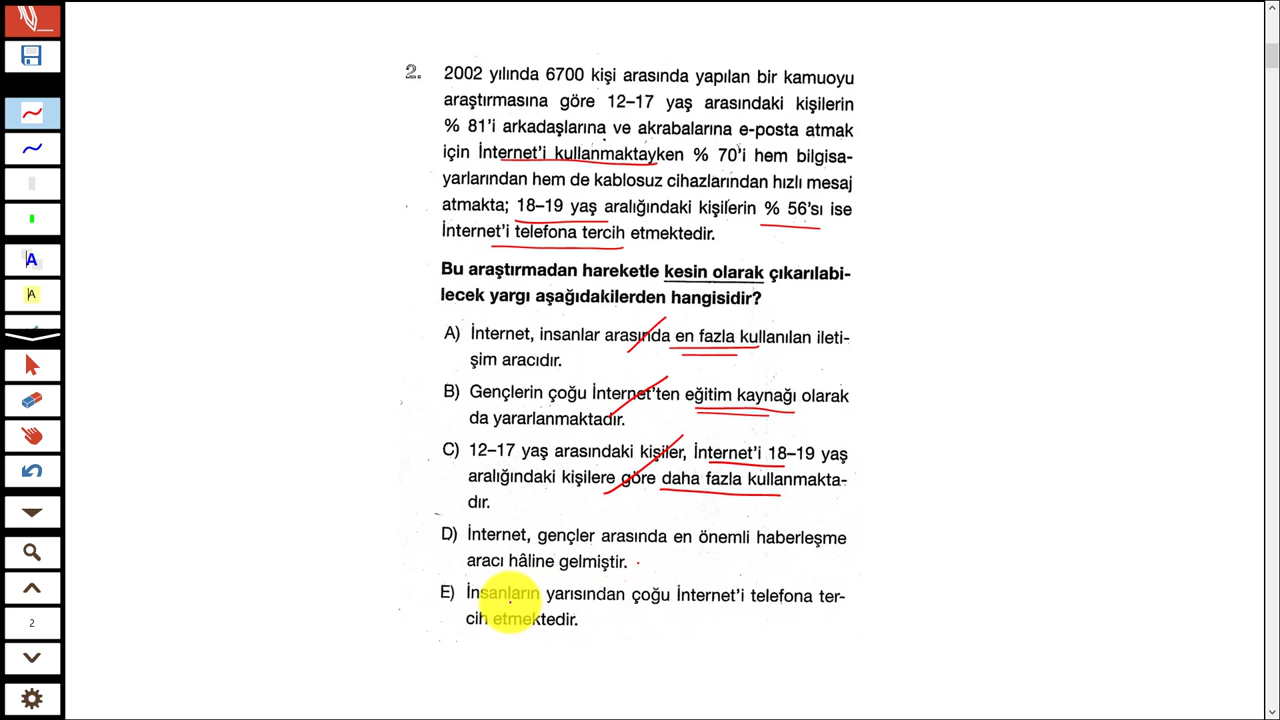 2. 2002 yılında 6700 kişi arasında yapılan bir kamuoyu
araştırmasına göre 12–17 yaş arasındaki kişilerin
% 81'i arkadaşlarına ve akrabalarına e-posta atmak
için İnternet'i kullanmaktayken % 70'i hem bilgisa-
yarlarından hem de kablosuz cihazlarından hızlı mesaj
atmakta; 18–19 yaş aralığındaki kişilerin % 56'sı ise
İnternet'i telefona tercih etmektedir.
Bu araştırmadan hareketle kesin olarak çıkarılabi-
lecek yargı aşağıdakilerden hangisidir?
A) İnternet, insanlar arasında en fazla kullanılan ileti-
şim aracıdır.
B) Gençlerin çoğu İnternet'ten eğitim kaynağı olarak
da yararlanmaktadır.
C) 12–17 yaş arasındaki kişiler, İnternet'i 18–19 yaş
aralığındaki kişilere göre daha fazla kullanmakta-
dır.
D) İnternet, gençler arasında en önemli haberleşme
aracı hâline gelmiştir.
E) İnsanların yarısından çoğu İnternet'i telefona ter-
cih etmektedir.
A
A
2